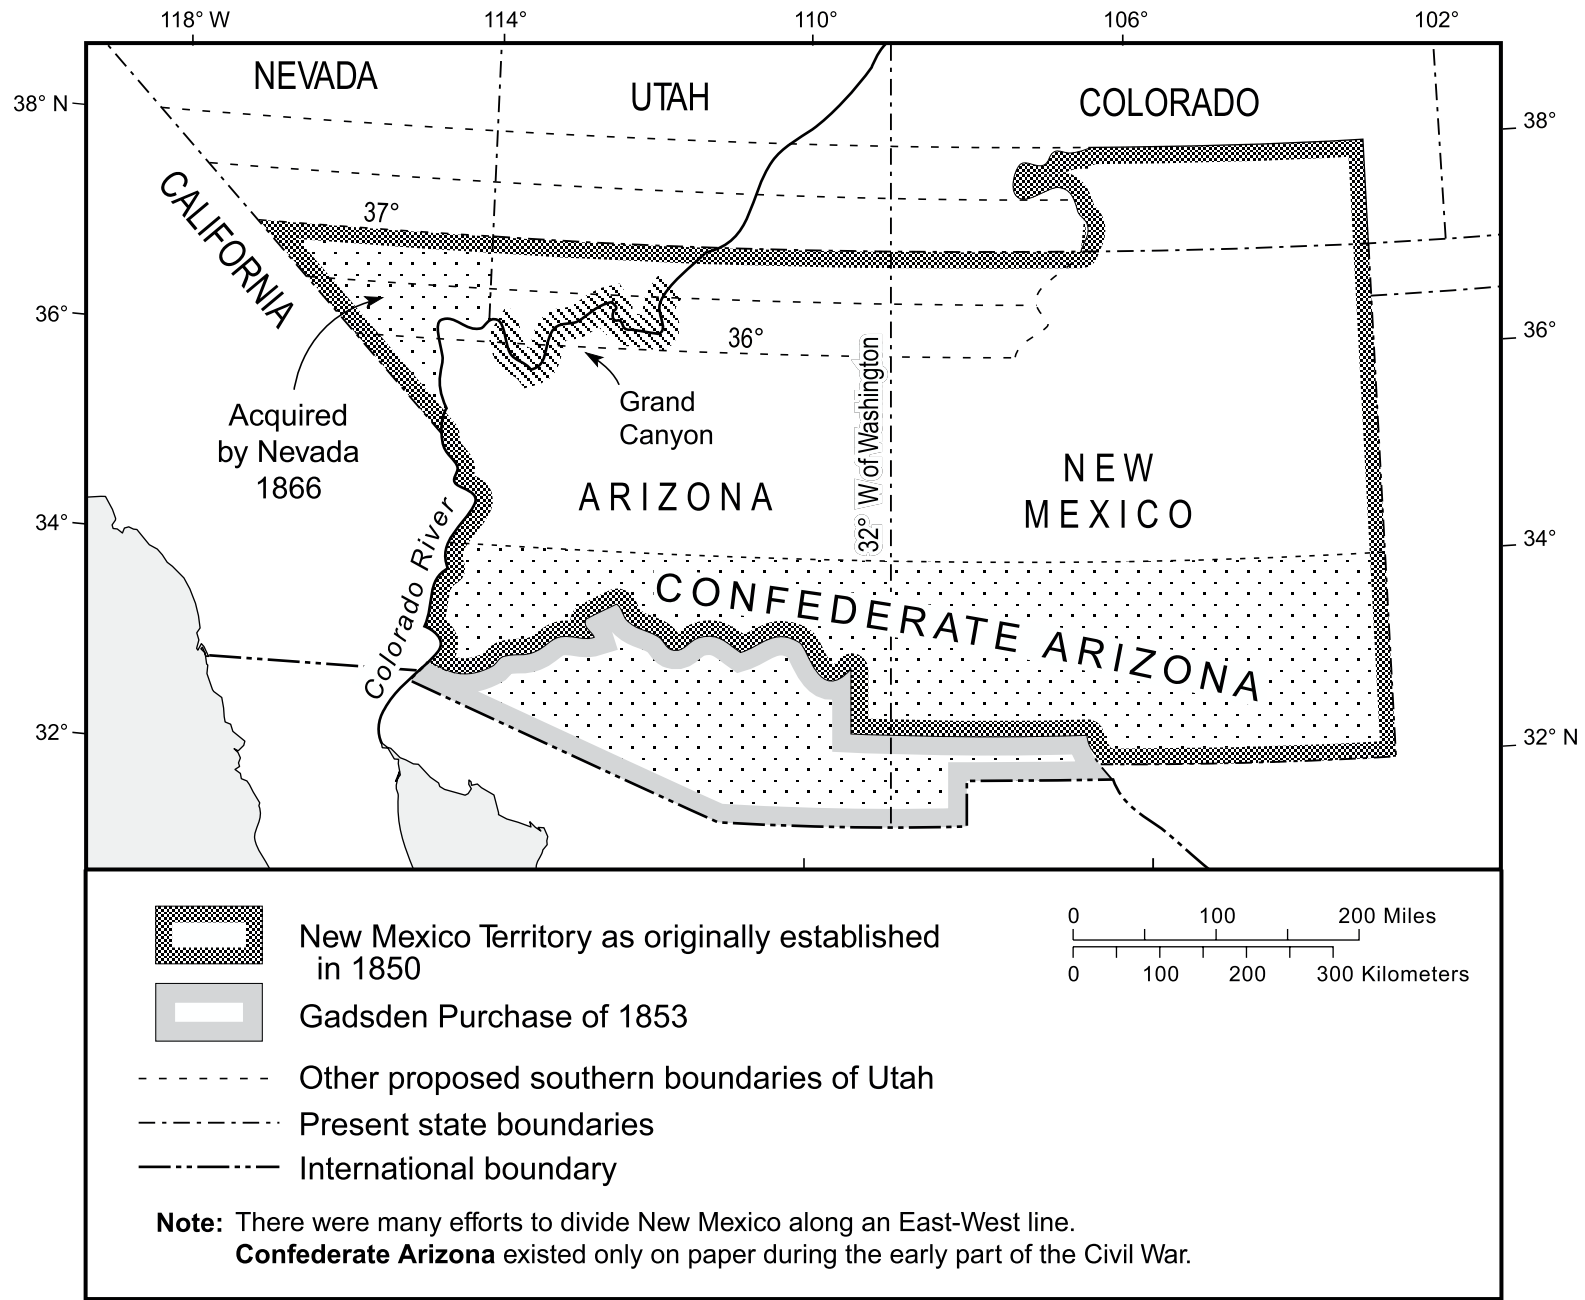 118° W 114° 110° 106° 102°
NEVADA
UTAH
COLORADO
38° N
38°
CALIFORNIA
37°
36°
36°
36°
Acquired
by Nevada
1866
Grand
Canyon
32° W of Washington
ARIZONA
NEW
MEXICO
34°
34°
Colorado River
CONFEDERATE ARIZONA
32°
32° N
New Mexico Territory as originally established
in 1850
Gadsden Purchase of 1853
Other proposed southern boundaries of Utah
Present state boundaries
International boundary
0 100 200 Miles
0 100 200 300 Kilometers
Note: There were many efforts to divide New Mexico along an East-West line.
Confederate Arizona existed only on paper during the early part of the Civil War.